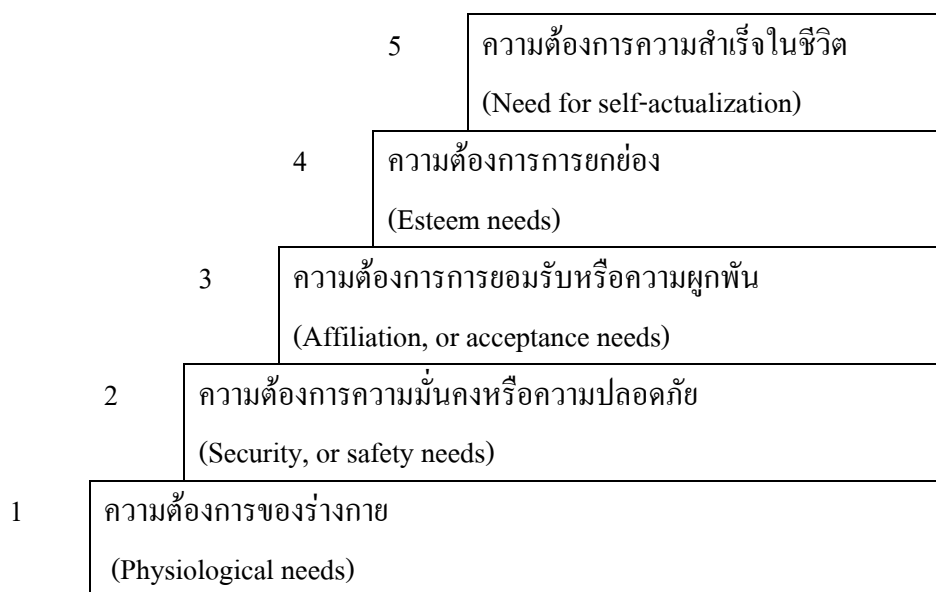 5 ความต้องการความสำเร็จในชีวิต
(Need for self-actualization)
4 ความต้องการการยกย่อง
(Esteem needs)
3 ความต้องการการยอมรับหรือความผูกพัน
(Affiliation, or acceptance needs)
2 ความต้องการความมั่นคงหรือความปลอดภัย
(Security, or safety needs)
1 ความต้องการของร่างกาย
(Physiological needs)